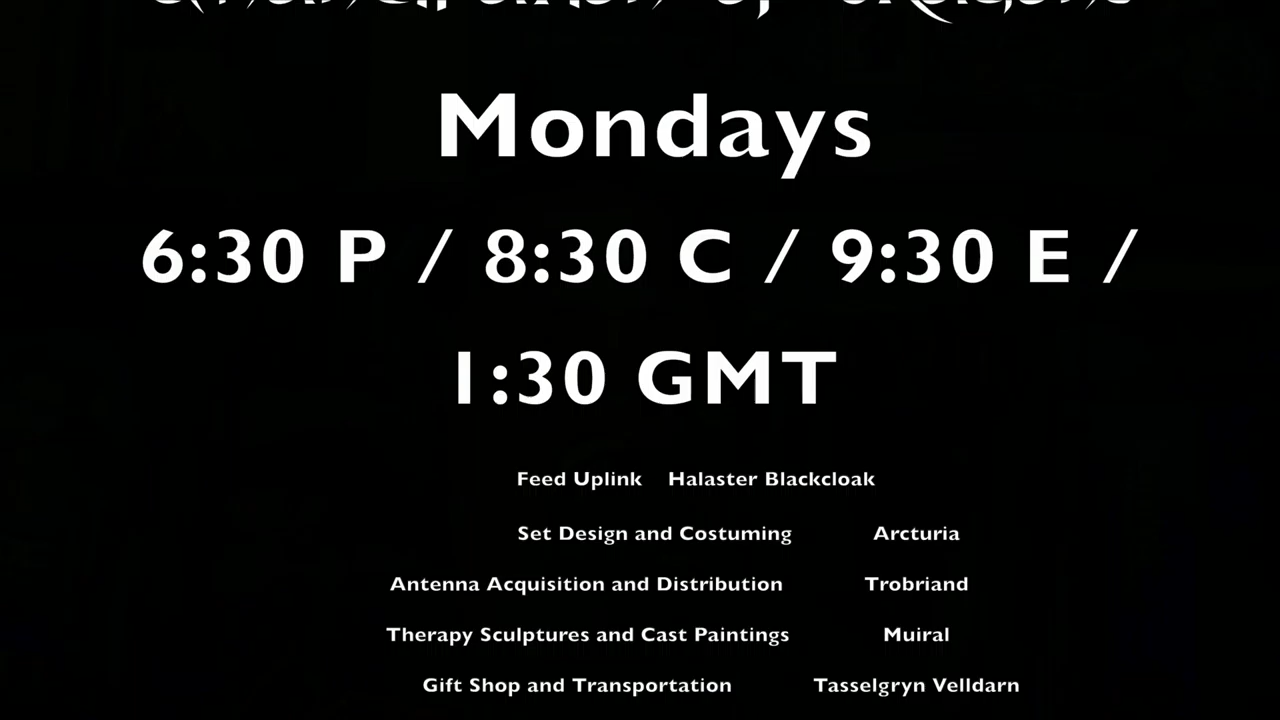 Mondays
6:30 P / 8:30 C / 9:30 E /
1:30 GMT
Feed Uplink Halaster Blackcloak
Set Design and Costuming Arcturia
Antenna Acquisition and Distribution Trobriand
Therapy Sculptures and Cast Paintings Muiral
Gift Shop and Transportation Tasselgryn Velldarn